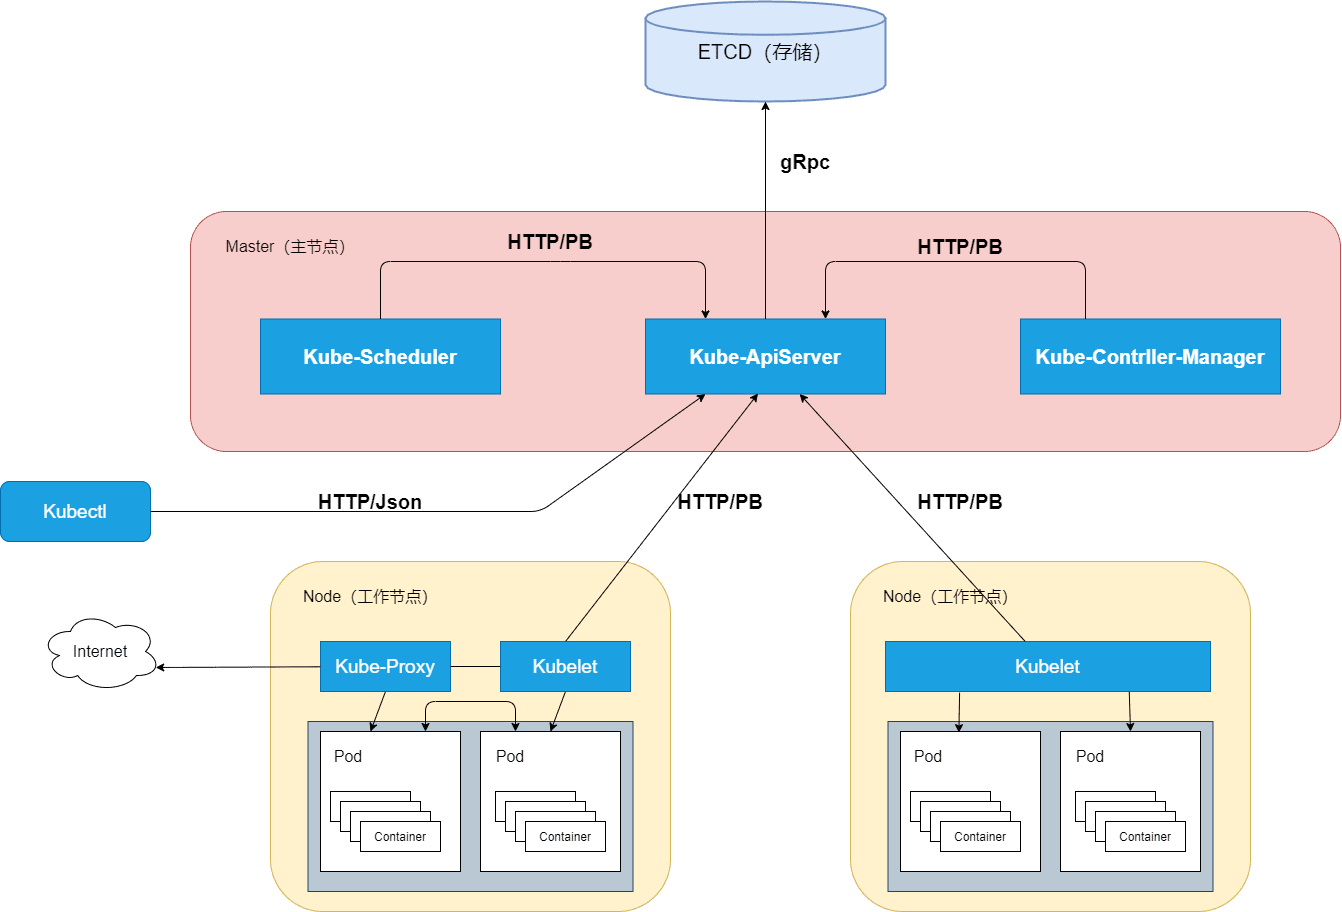 ETCD（存储）
gRpc
Master（主节点）
HTTP/PB
HTTP/PB
Kube-Scheduler
Kube-ApiServer
Kube-Contrller-Manager
Kubectl
HTTP/Json
HTTP/PB
HTTP/PB
Node（工作节点）
Node（工作节点）
Internet
Kube-Proxy
Kubelet
Kubelet
Pod
Pod
Pod
Pod
Container
Container
Container
Container